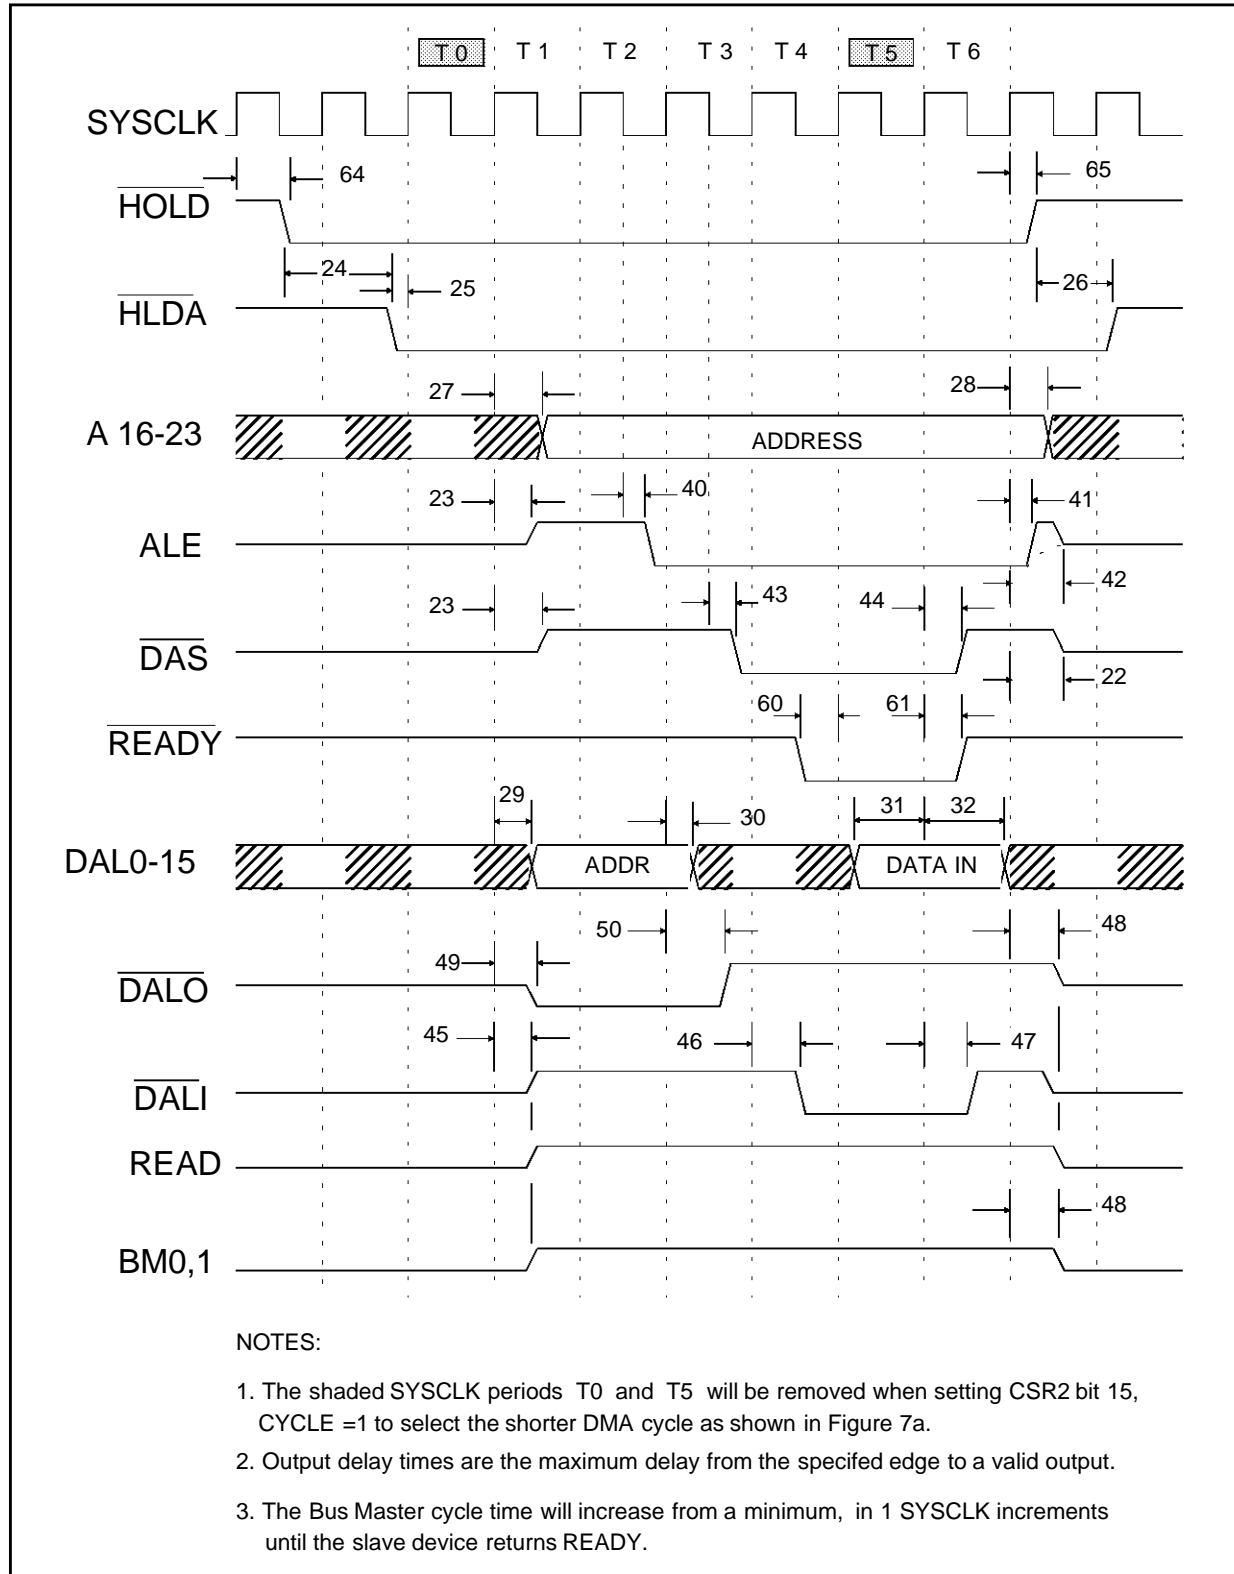 T 0 T 1 T 2 T 3 T 4 T 5 T 6
SYSCLK
64 65
HOLD
24 25 26
HLDA
27 28
A 16-23 ADDRESS
23 40 41
ALE
42
23 43 44
DAS
22
60 61
READY
29 30 31 32
DAL0-15 ADDR DATA IN
50 48
49
DALO
45 46 47
DALI
READ
48
BM0,1
NOTES:
1. The shaded SYSCLK periods T0 and T5 will be removed when setting CSR2 bit 15,
CYCLE =1 to select the shorter DMA cycle as shown in Figure 7a.
2. Output delay times are the maximum delay from the specifed edge to a valid output.
3. The Bus Master cycle time will increase from a minimum, in 1 SYSCLK increments
until the slave device returns READY.